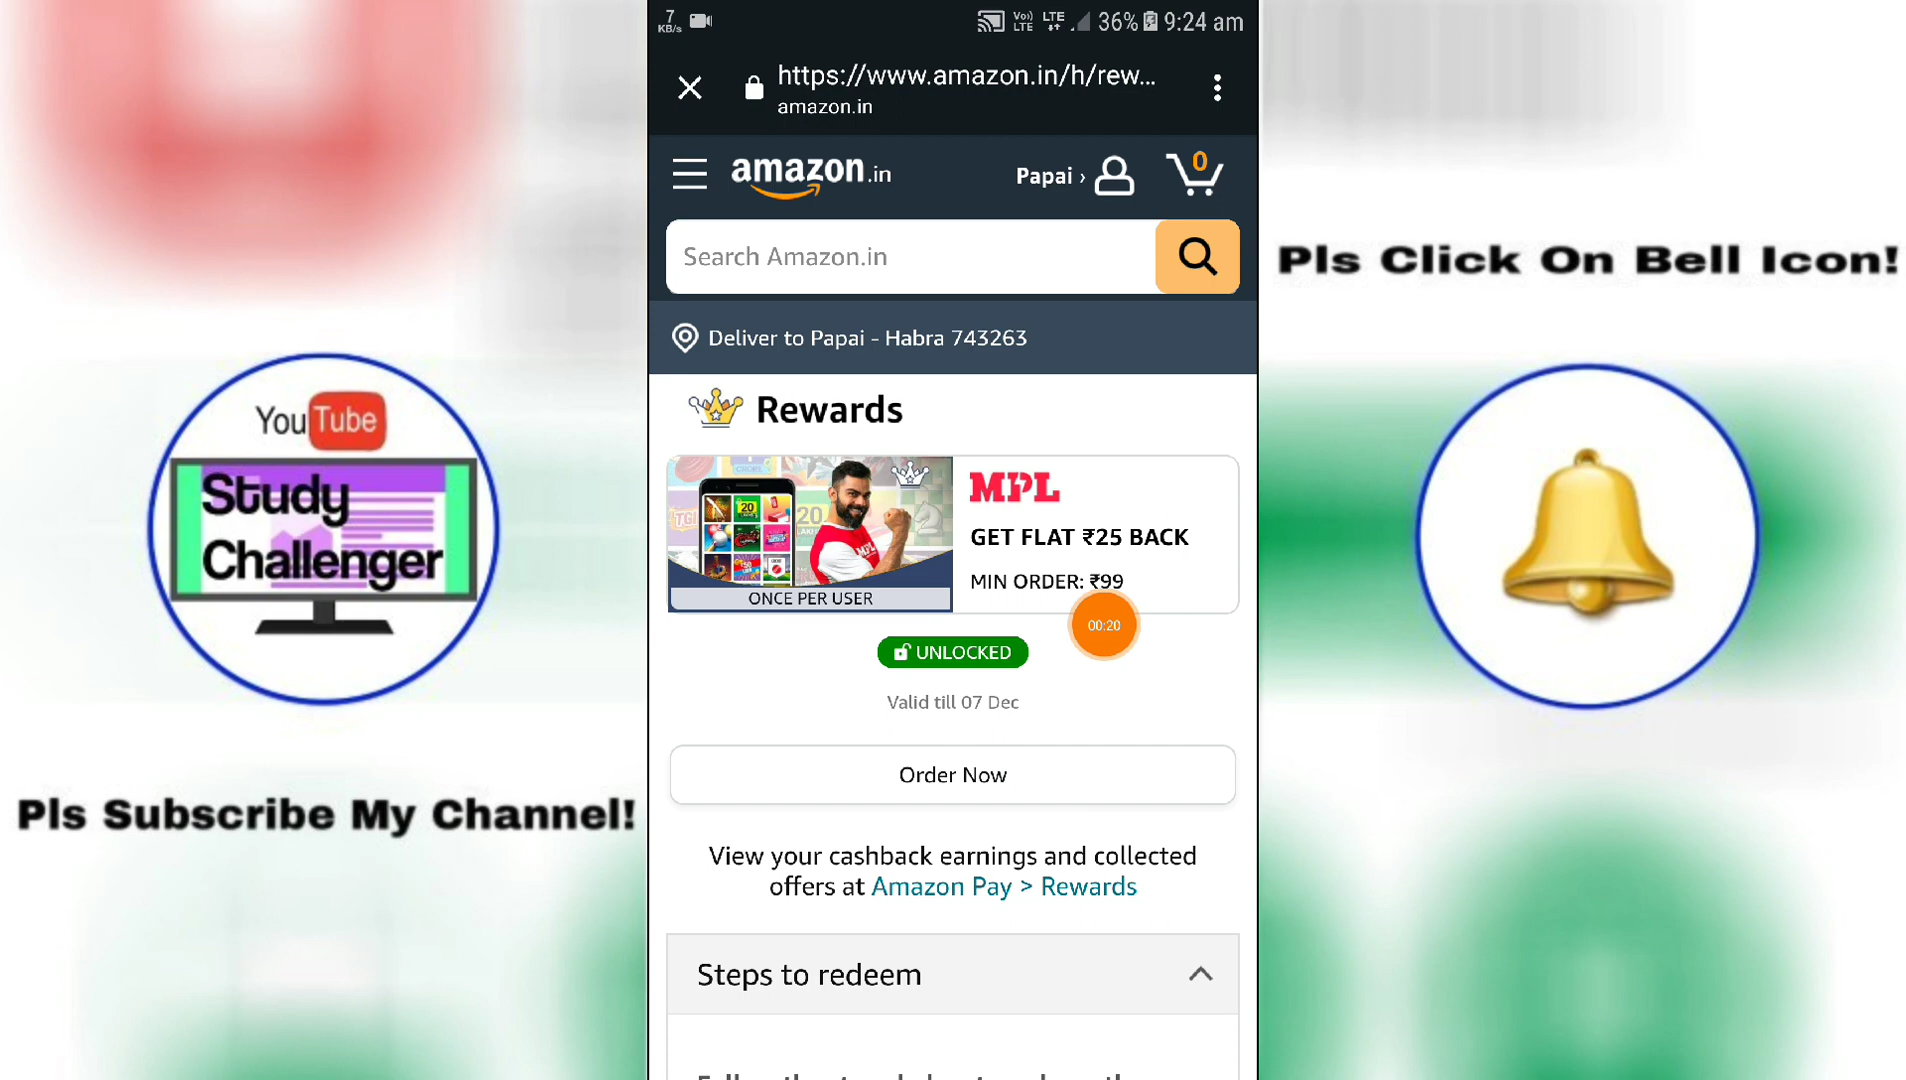 7
KB/s
Vo)
LTE
LTE
36%
9:24 am
https://www.amazon.in/h/rew...
amazon.in
amazon.in
Papai ›
0
Search Amazon.in
Deliver to Papai - Habra 743263
Rewards
MPL
GET FLAT ₹25 BACK
MIN ORDER: ₹99
ONCE PER USER
00:20
UNLOCKED
Valid till 07 Dec
Order Now
View your cashback earnings and collected
offers at Amazon Pay > Rewards
Steps to redeem
YouTube
Study
Challenger
Pls Subscribe My Channel!
Pls Click On Bell Icon!